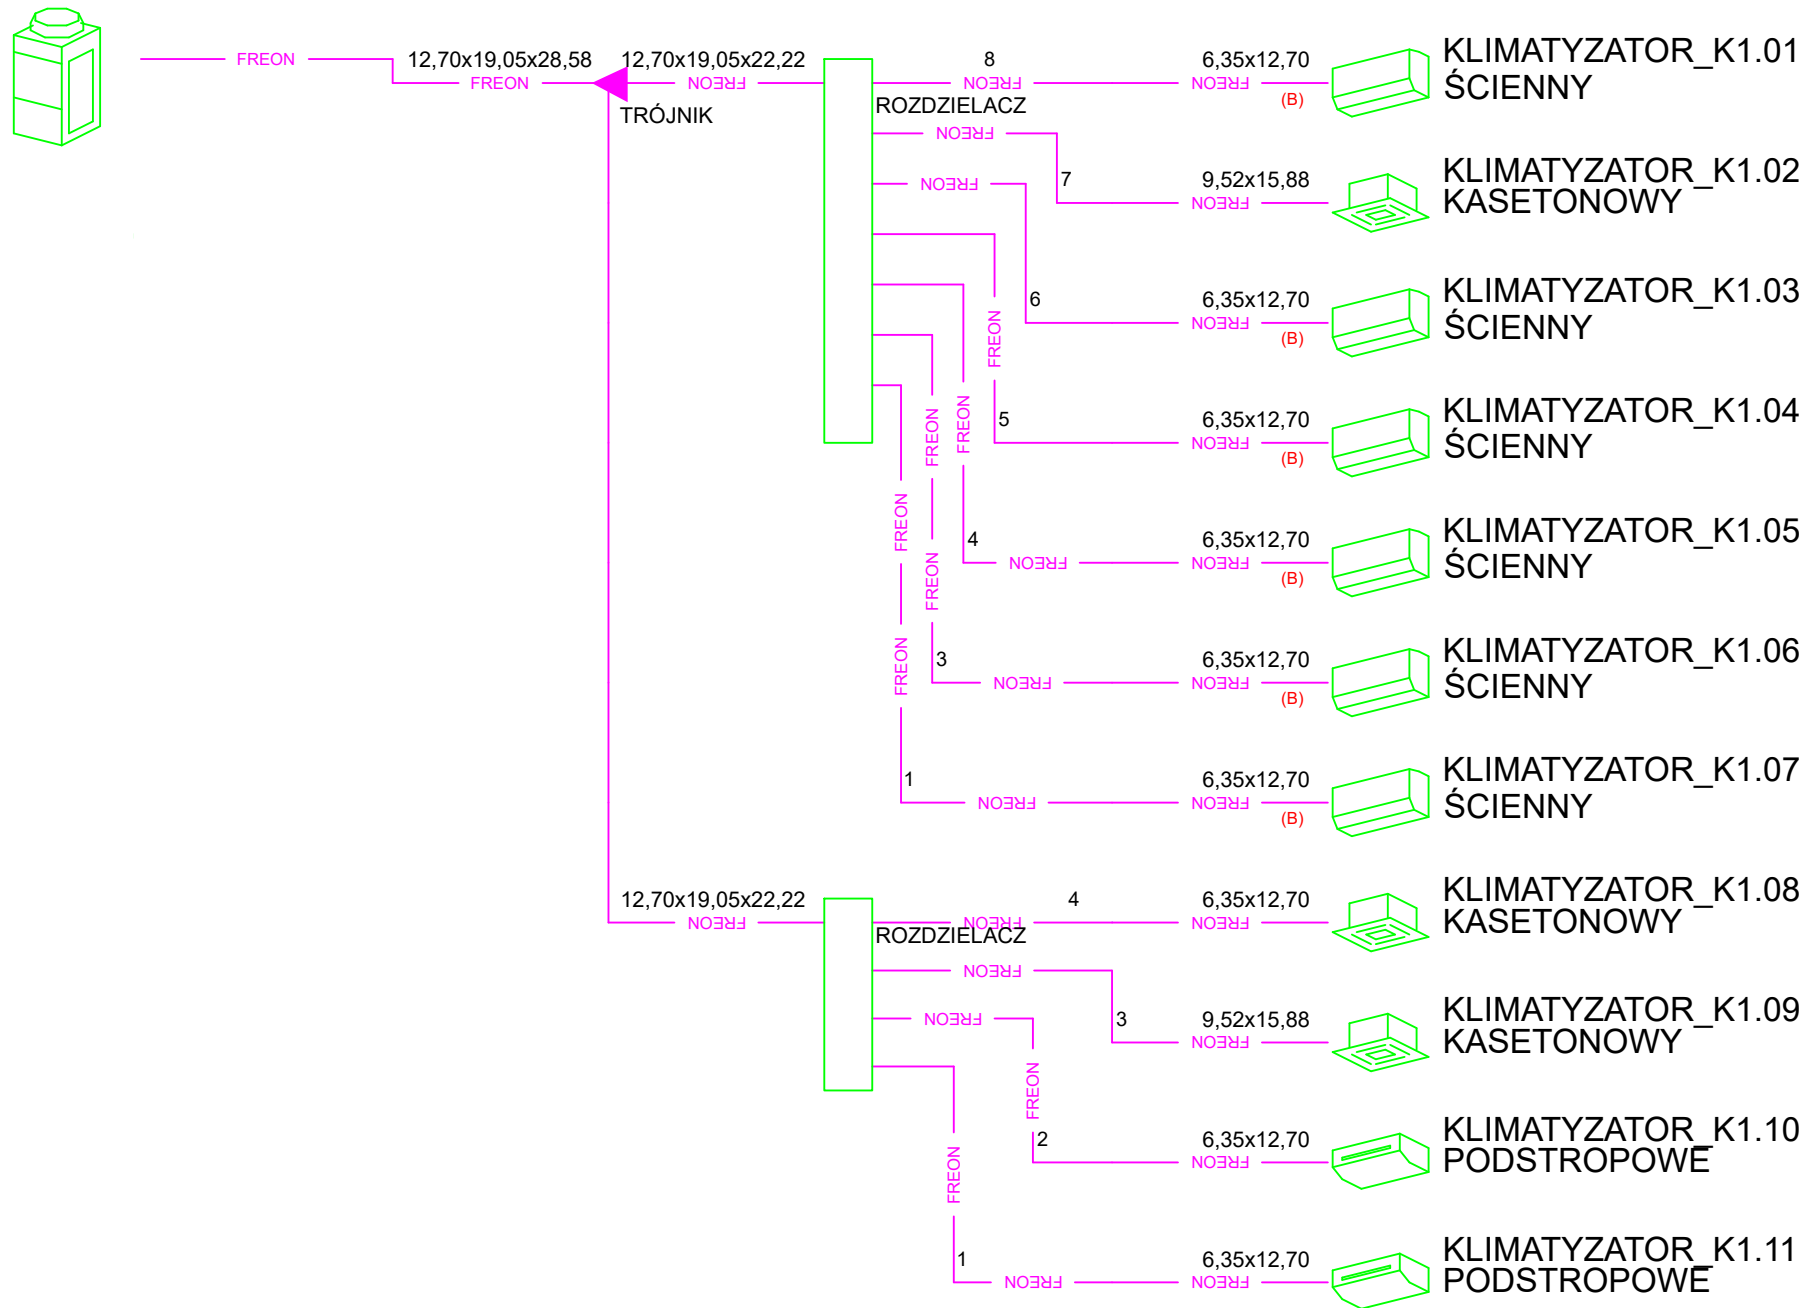 FREON
12,70x19,05x28,58
FREON
12,70x19,05x22,22
FREON
TRÓJNIK
ROZDZIELACZ
8
FREON
6,35x12,70
FREON
(B)
KLIMATYZATOR_K1.01
ŚCIENNY
FREON
7
9,52x15,88
FREON
KLIMATYZATOR_K1.02
KASETONOWY
FREON
6
6,35x12,70
FREON
(B)
KLIMATYZATOR_K1.03
ŚCIENNY
FREON
5
6,35x12,70
FREON
(B)
KLIMATYZATOR_K1.04
ŚCIENNY
FREON
4
FREON
6,35x12,70
FREON
(B)
KLIMATYZATOR_K1.05
ŚCIENNY
FREON
FREON
3
FREON
6,35x12,70
FREON
(B)
KLIMATYZATOR_K1.06
ŚCIENNY
FREON
FREON
1
FREON
6,35x12,70
FREON
(B)
KLIMATYZATOR_K1.07
ŚCIENNY
12,70x19,05x22,22
FREON
ROZDZIELACZ
4
FREON
6,35x12,70
FREON
KLIMATYZATOR_K1.08
KASETONOWY
FREON
3
9,52x15,88
FREON
KLIMATYZATOR_K1.09
KASETONOWY
FREON
FREON
2
6,35x12,70
FREON
KLIMATYZATOR_K1.10
PODSTROPOWE
FREON
1
FREON
6,35x12,70
FREON
KLIMATYZATOR_K1.11
PODSTROPOWE